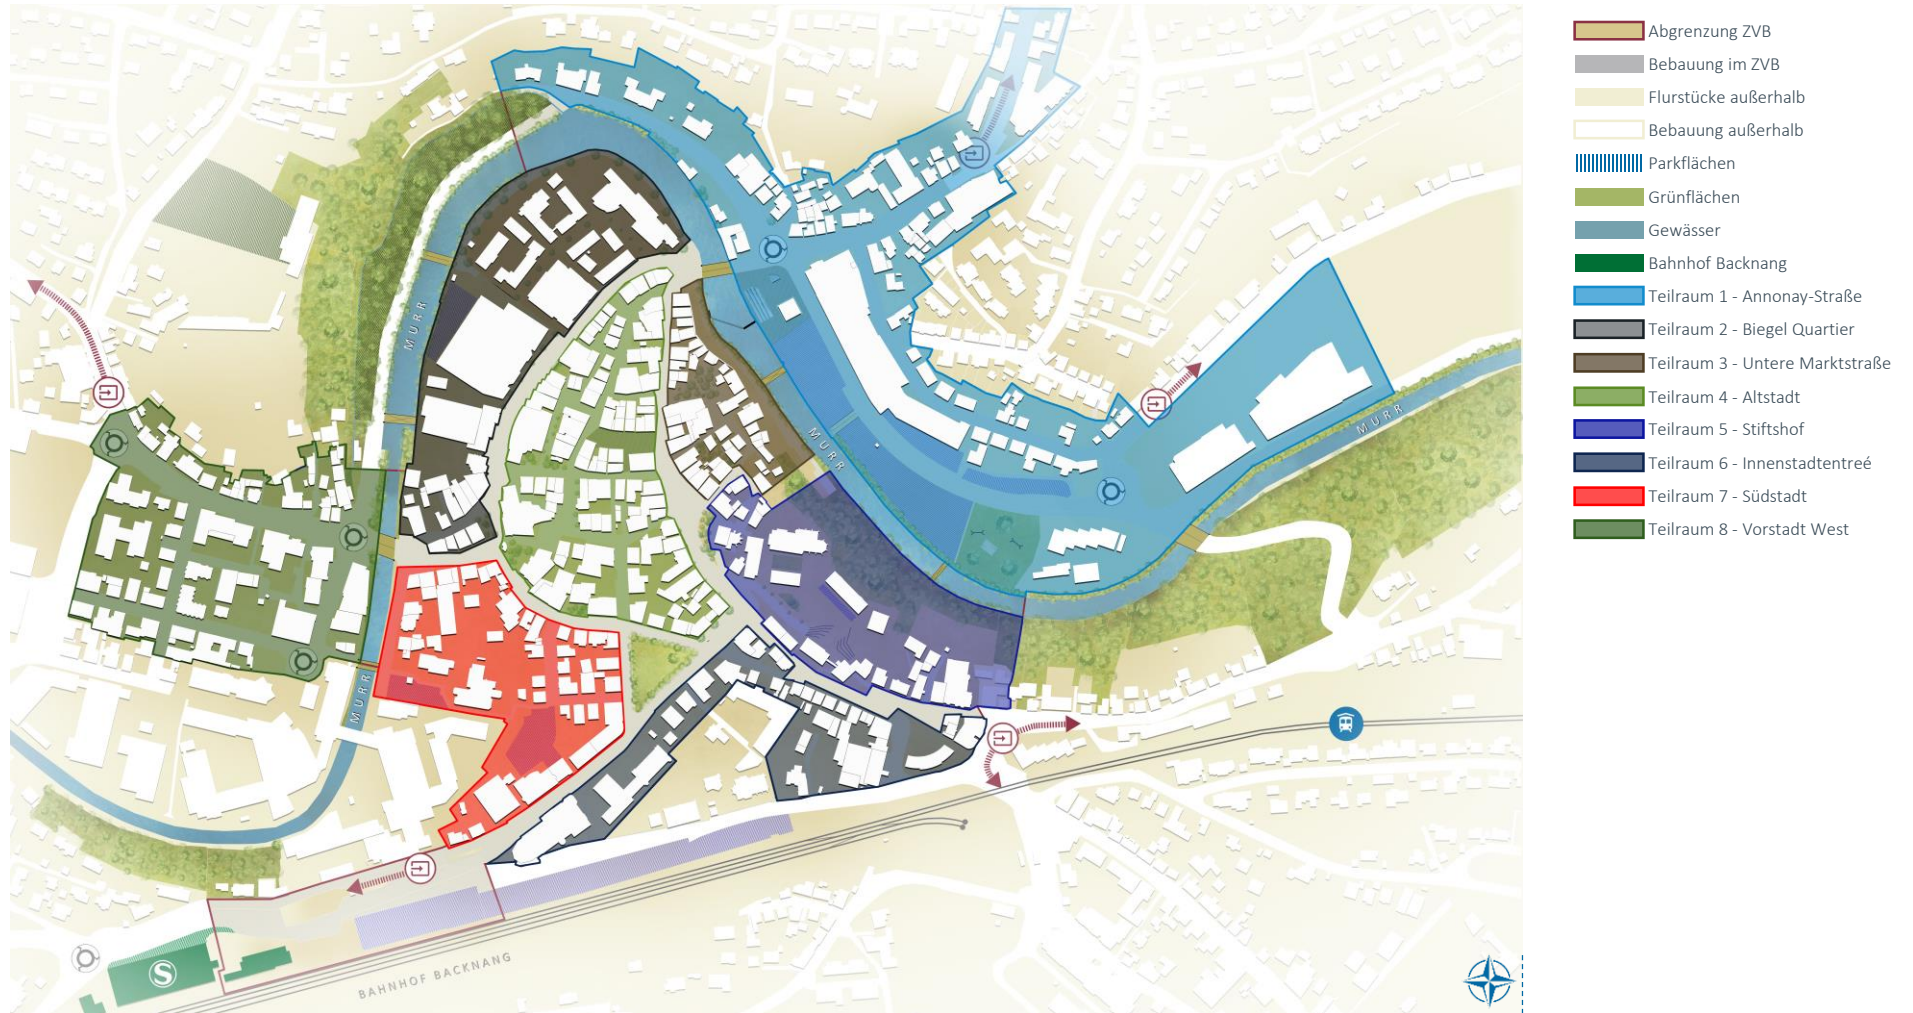 Abgrenzung ZVB
Bebauung im ZVB
Flurstücke außerhalb
Bebauung außerhalb
Parkflächen
Grünflächen
Gewässer
Bahnhof Backnang
Teilraum 1 - Annonay-Straße
Teilraum 2 - Biegel Quartier
Teilraum 3 - Untere Marktstraße
Teilraum 4 - Altstadt
Teilraum 5 - Stiftshof
Teilraum 6 - Innenstadtentreé
Teilraum 7 - Südstadt
Teilraum 8 - Vorstadt West
MURR
MURR
MURR
MURR
S
BAHNHOF BACKNANG